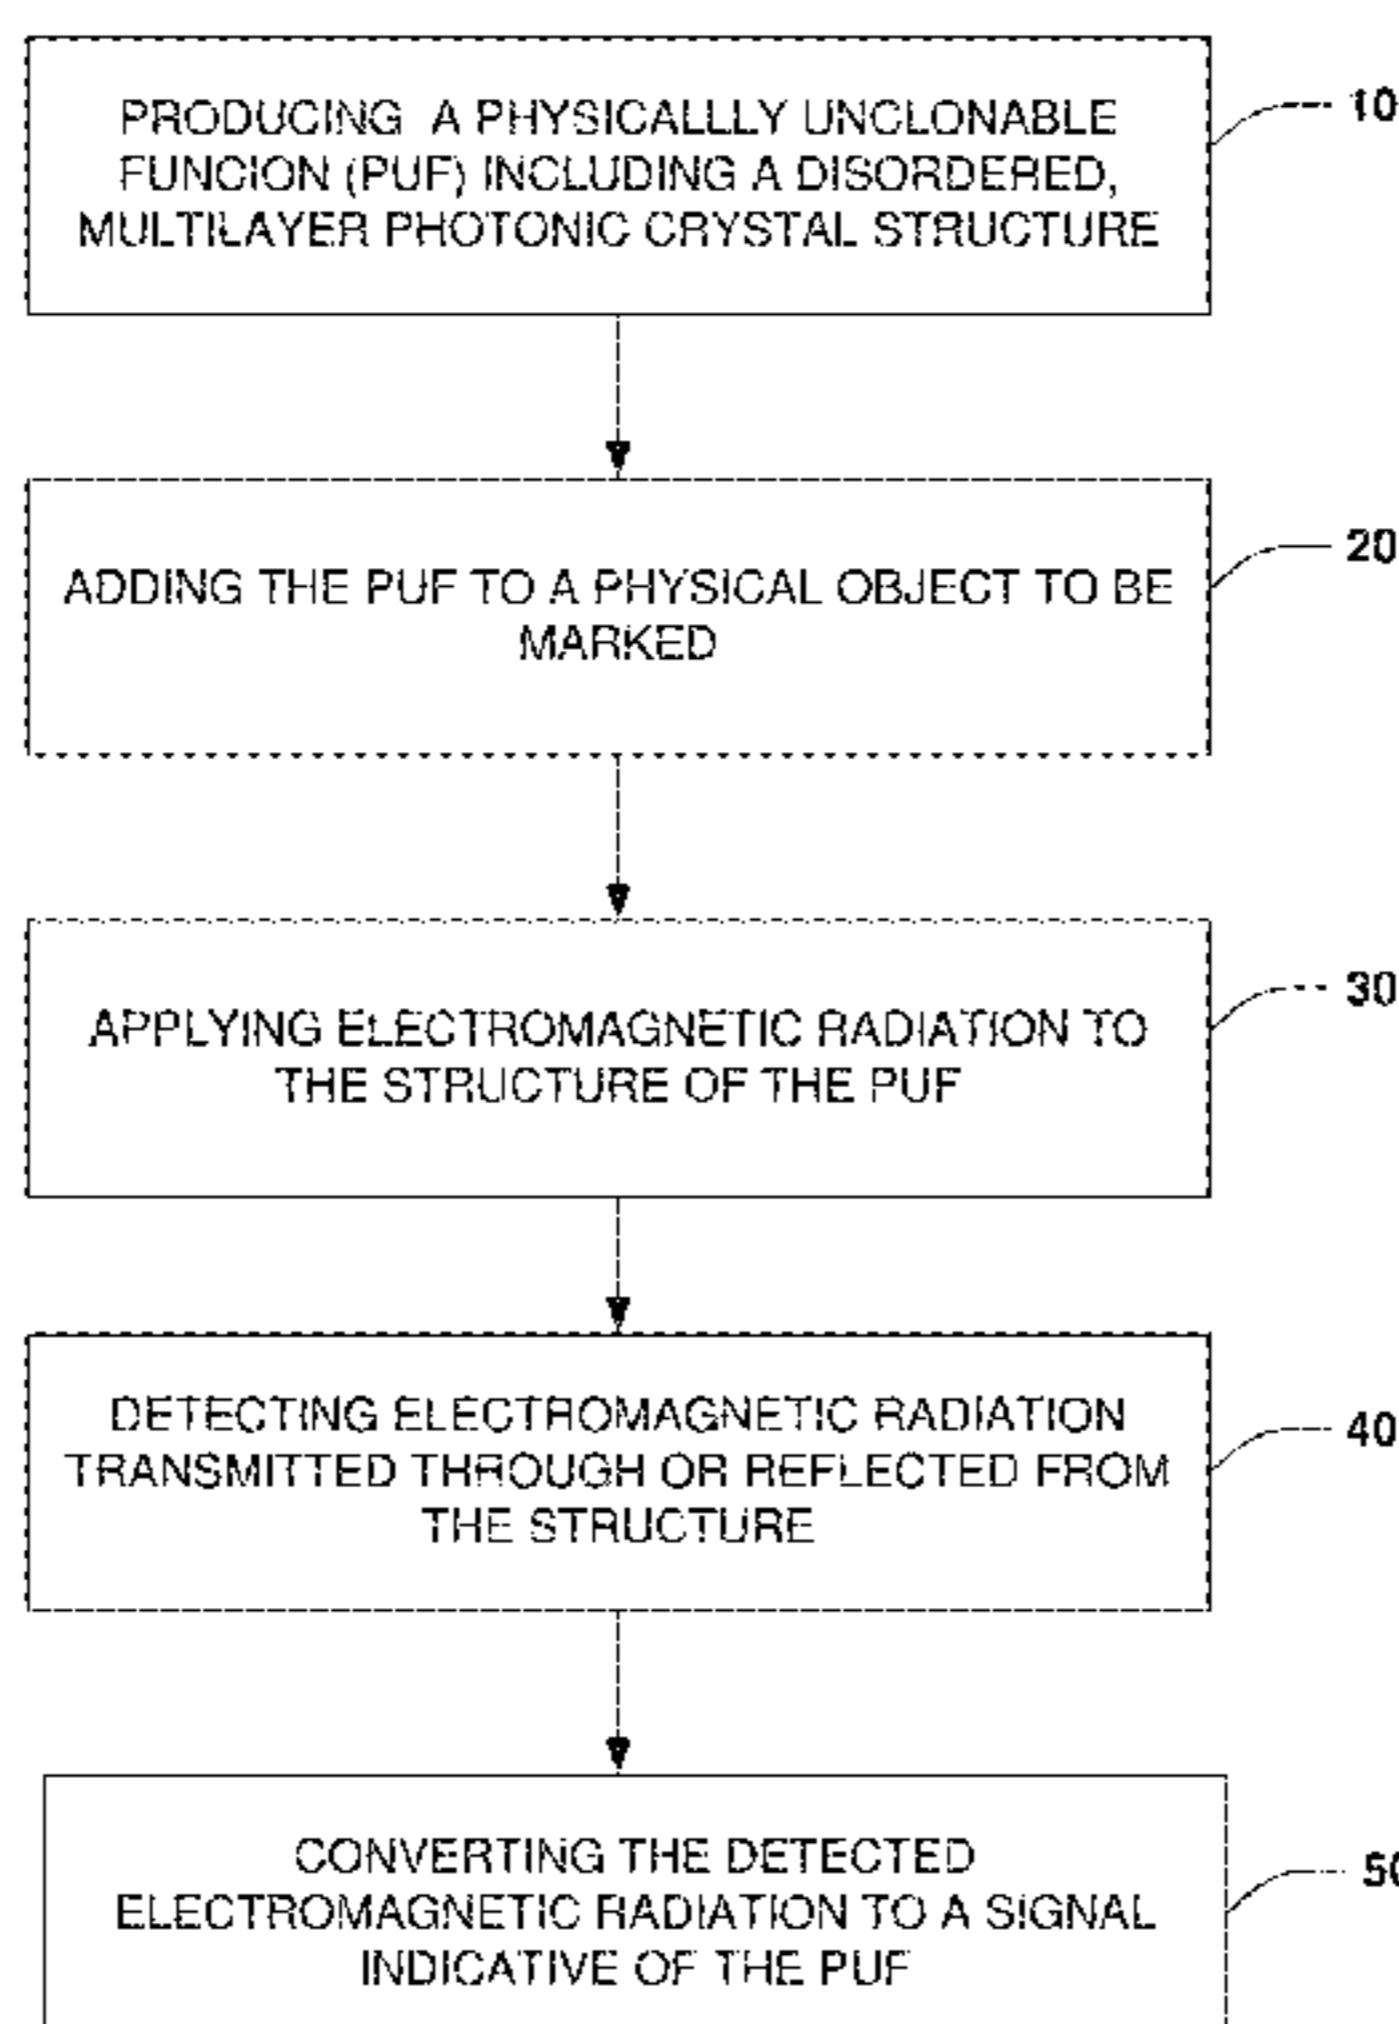 PRODUCING A PHYSICALLLY UNCLONABLE
FUNCION (PUF) INCLUDING A DISORDERED,
MULTILAYER PHOTONIC CRYSTAL STRUCTURE
10
ADDING THE PUF TO A PHYSICAL OBJECT TO BE
MARKED
20
APPLYING ELECTROMAGNETIC RADIATION TO
THE STRUCTURE OF THE PUF
30
DETECTING ELECTROMAGNETIC RADIATION
TRANSMITTED THROUGH OR REFLECTED FROM
THE STRUCTURE
40
CONVERTING THE DETECTED
ELECTROMAGNETIC RADIATION TO A SIGNAL
INDICATIVE OF THE PUF
50